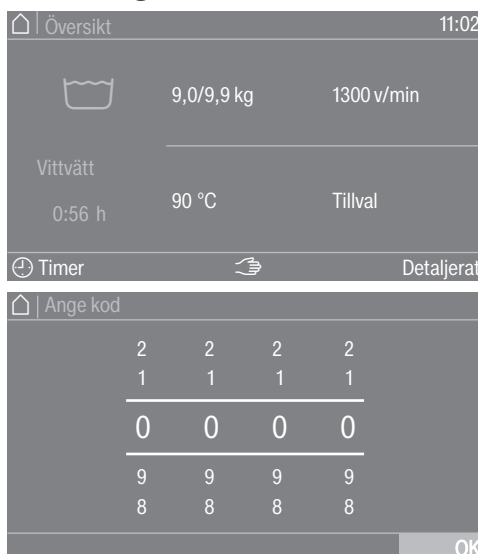 Översikt 11:02
9,0/9,9 kg 1300 v/min
Vittvätt
0:56 h
90 °C Tillval
Timer Detaljerat
Ange kod
2 2 2 2
1 1 1 1
0 0 0 0
9 9 9 9
8 8 8 8
OK